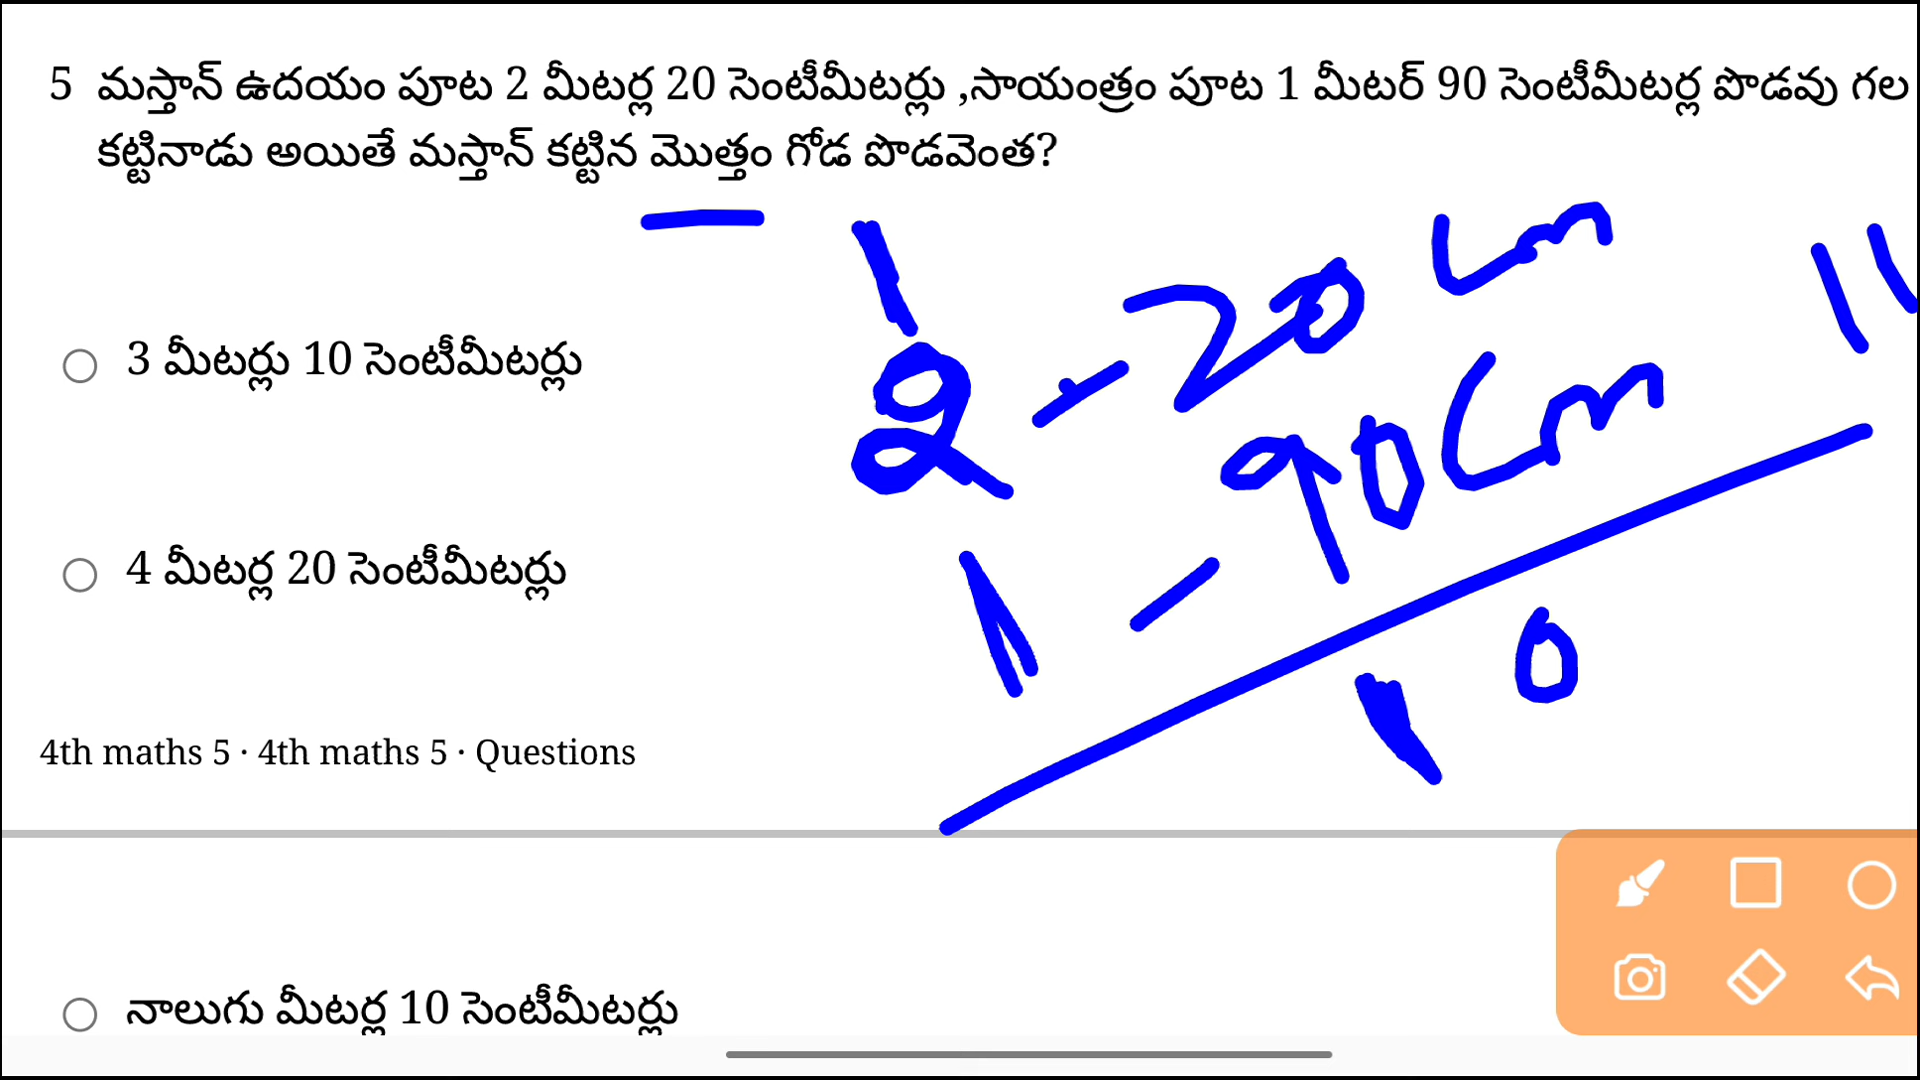 5 మస్తాన్ ఉదయం పూట 2 మీటర్ల 20 సెంటీమీటర్లు ,సాయంత్రం పూట 1 మీటర్ 90 సెంటీమీటర్ల పొడవు గల
కట్టినాడు అయితే మస్తాన్ కట్టిన మొత్తం గోడ పొడవెంత?
1
2 - 20 cm
1 - 90 cm
11
10
3 మీటర్లు 10 సెంటీమీటర్లు
4 మీటర్ల 20 సెంటీమీటర్లు
4th maths 5 · 4th maths 5 · Questions
నాలుగు మీటర్ల 10 సెంటీమీటర్లు